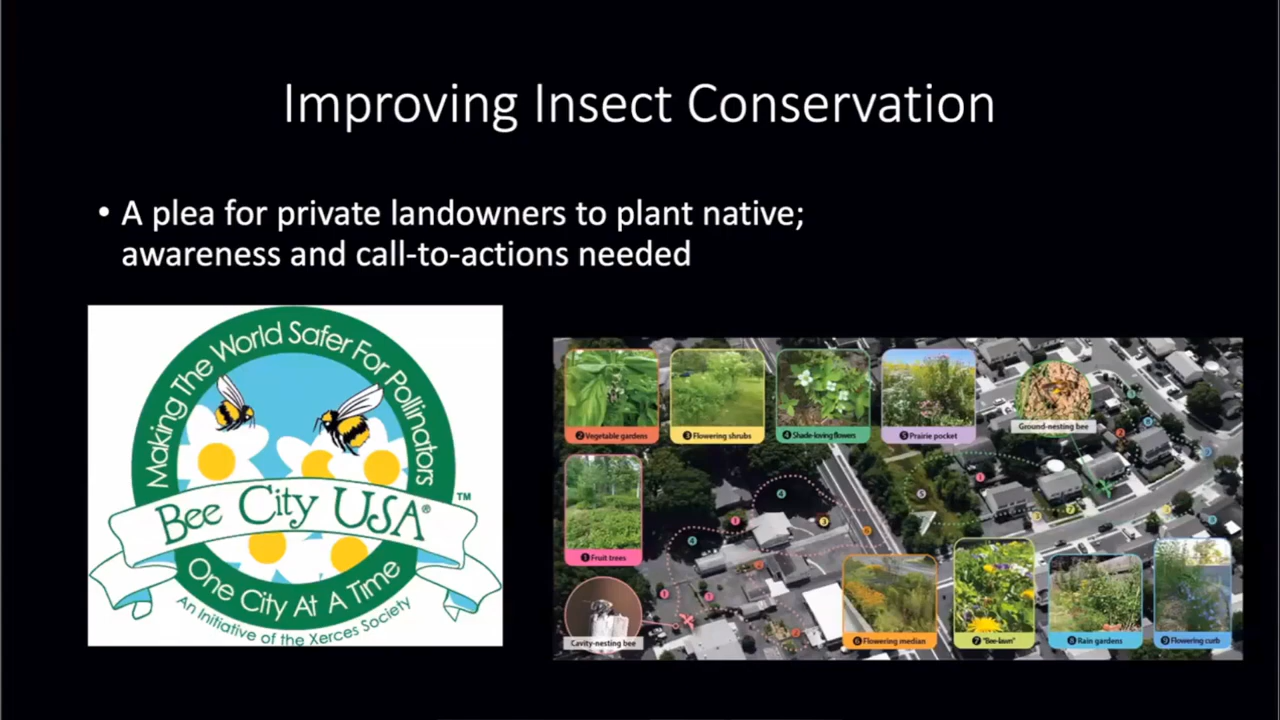 Improving Insect Conservation
• A plea for private landowners to plant native;
awareness and call-to-actions needed
Making The World Safer For Pollinators
Bee City USA®
™
One City At A Time
An Initiative of the Xerces Society
2 Vegetable gardens
3 Flowering shrubs
4 Shade-loving flowers
5 Prairie pocket
Ground-nesting bee
1 Fruit trees
Cavity-nesting bee
6 Flowering median
7 "Bee-lawn"
8 Rain gardens
9 Flowering curb